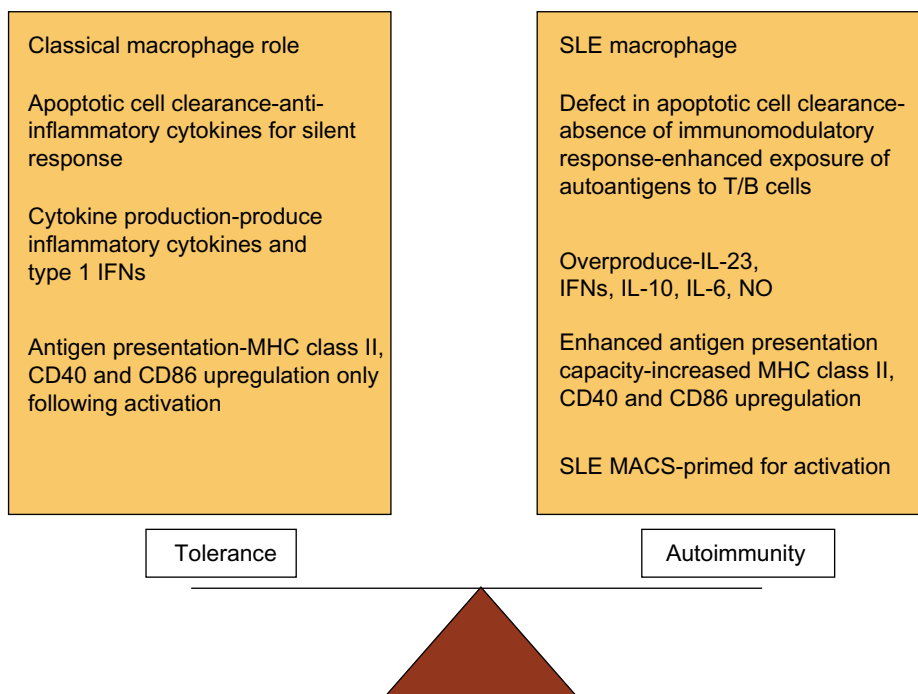 Classical macrophage role
Apoptotic cell clearance-anti-
inflammatory cytokines for silent
response
Cytokine production-produce
inflammatory cytokines and
type 1 IFNs
Antigen presentation-MHC class II,
CD40 and CD86 upregulation only
following activation
SLE macrophage
Defect in apoptotic cell clearance-
absence of immunomodulatory
response-enhanced exposure of
autoantigens to T/B cells
Overproduce-IL-23,
IFNs, IL-10, IL-6, NO
Enhanced antigen presentation
capacity-increased MHC class II,
CD40 and CD86 upregulation
SLE MACS-primed for activation
Tolerance
Autoimmunity